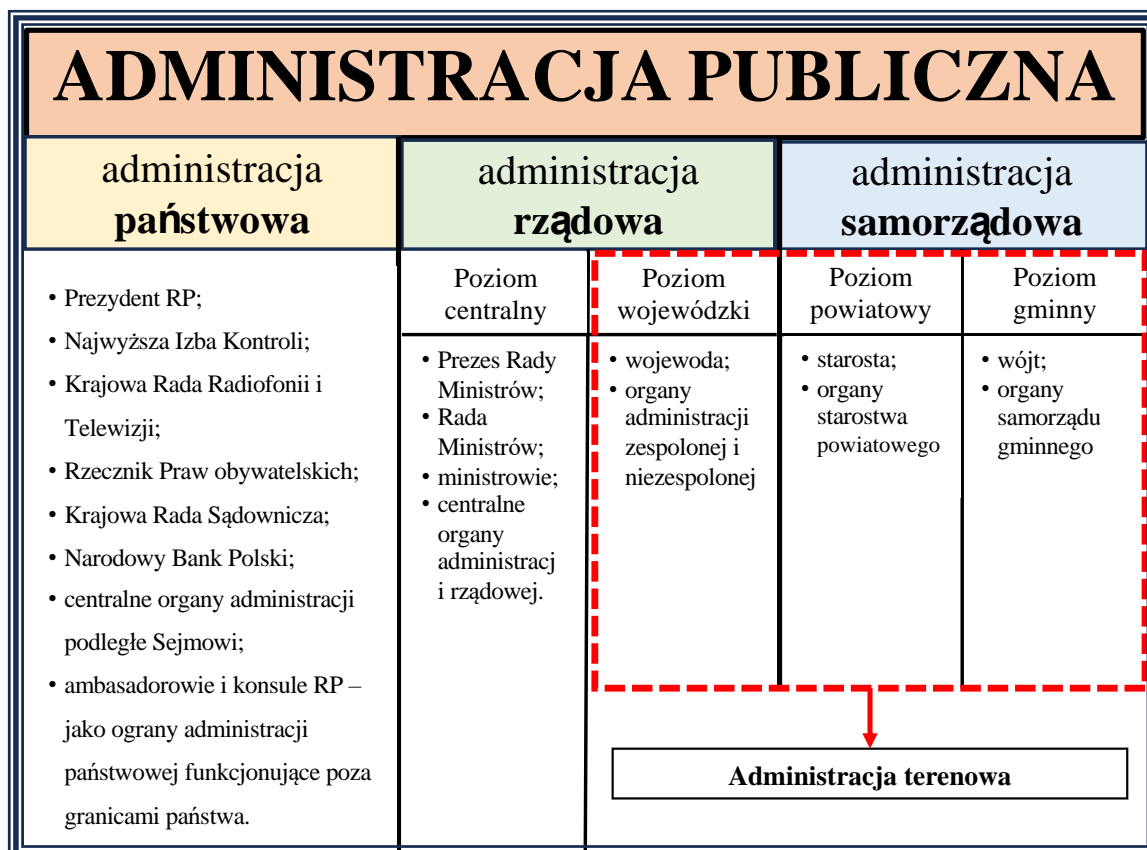 ADMINISTRACJA PUBLICZNA
administracja
państwowa
administracja
rządowa
administracja
samorządowa
• Prezydent RP;
• Najwyższa Izba Kontroli;
• Krajowa Rada Radiofonii i
Telewizji;
• Rzecznik Praw obywatelskich;
• Krajowa Rada Sądownicza;
• Narodowy Bank Polski;
• centralne organy administracji
podległe Sejmowi;
• ambasadorowie i konsule RP –
jako ograny administracji
państwowej funkcjonujące poza
granicami państwa.
Poziom
centralny
• Prezes Rady
Ministrów;
• Rada
Ministrów;
• ministrowie;
• centralne
organy
administracj
i rządowej.
Poziom
wojewódzki
• wojewoda;
• organy
administracji
zespolonej i
niezespolonej
Poziom
powiatowy
• starosta;
• organy
starostwa
powiatowego
Poziom
gminny
• wójt;
• organy
samorządu
gminnego
Administracja terenowa